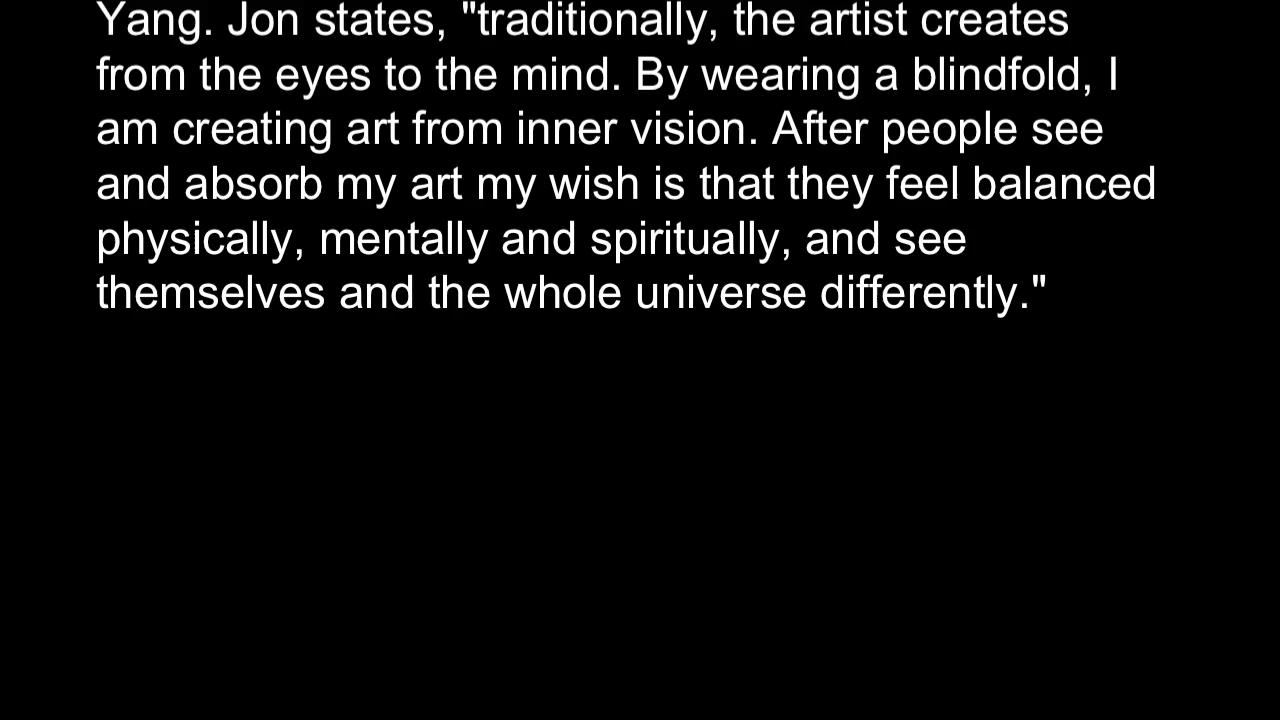 Yang. Jon states, "traditionally, the artist creates
from the eyes to the mind. By wearing a blindfold, I
am creating art from inner vision. After people see
and absorb my art my wish is that they feel balanced
physically, mentally and spiritually, and see
themselves and the whole universe differently."